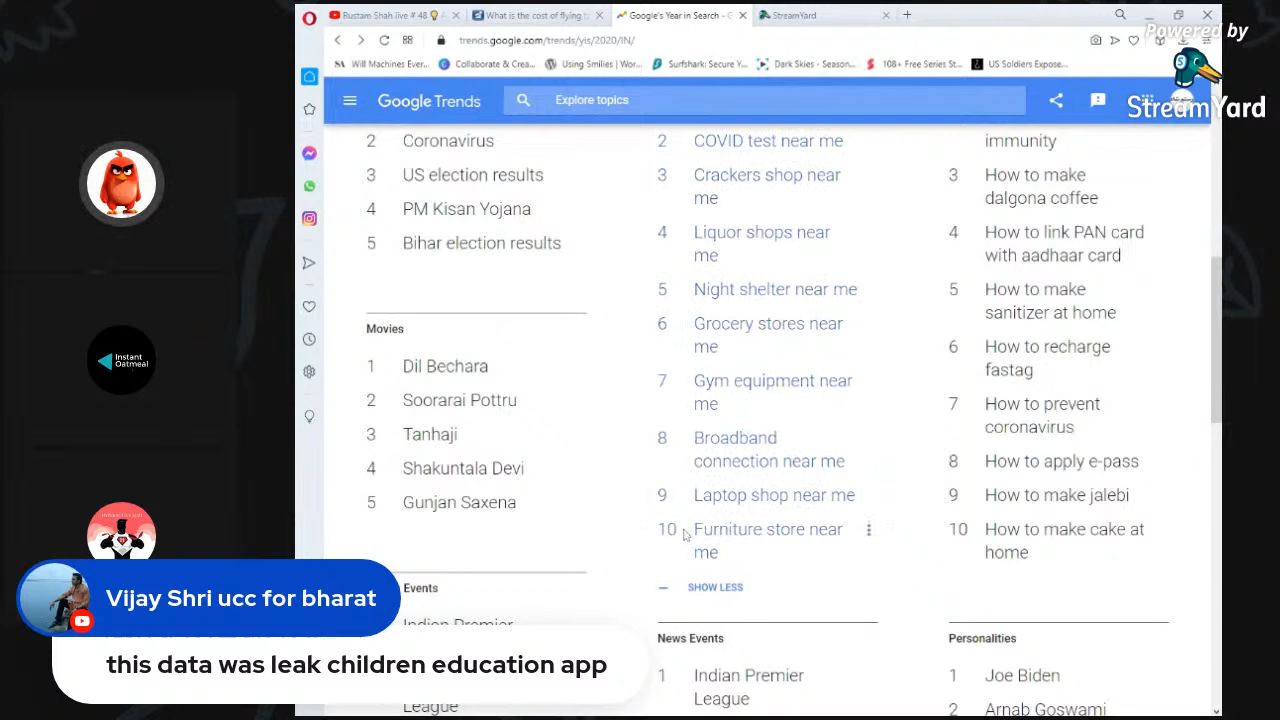 Rustam Shah live # 48
What is the cost of flying t
Google's Year in Search - G
StreamYard
Powered by
trends.google.com/trends/yis/2020/IN/
Will Machines Ever...
Collaborate & Crea...
Using Smilies | Wor...
Surfshark: Secure Y...
Dark Skies - Season...
108+ Free Series St...
US Soldiers Expose...
Google Trends
Explore topics
StreamYard
2 Coronavirus
3 US election results
4 PM Kisan Yojana
5 Bihar election results
Movies
1 Dil Bechara
2 Soorarai Pottru
3 Tanhaji
4 Shakuntala Devi
5 Gunjan Saxena
Events
Indian Premier
League
2 COVID test near me
3 Crackers shop near
me
4 Liquor shops near
me
5 Night shelter near me
6 Grocery stores near
me
7 Gym equipment near
me
8 Broadband
connection near me
9 Laptop shop near me
10 Furniture store near
me
SHOW LESS
News Events
1 Indian Premier
League
immunity
3 How to make
dalgona coffee
4 How to link PAN card
with aadhaar card
5 How to make
sanitizer at home
6 How to recharge
fastag
7 How to prevent
coronavirus
8 How to apply e-pass
9 How to make jalebi
10 How to make cake at
home
Personalities
1 Joe Biden
2 Arnab Goswami
Instant
Oatmeal
Vijay Shri ucc for bharat
this data was leak children education app